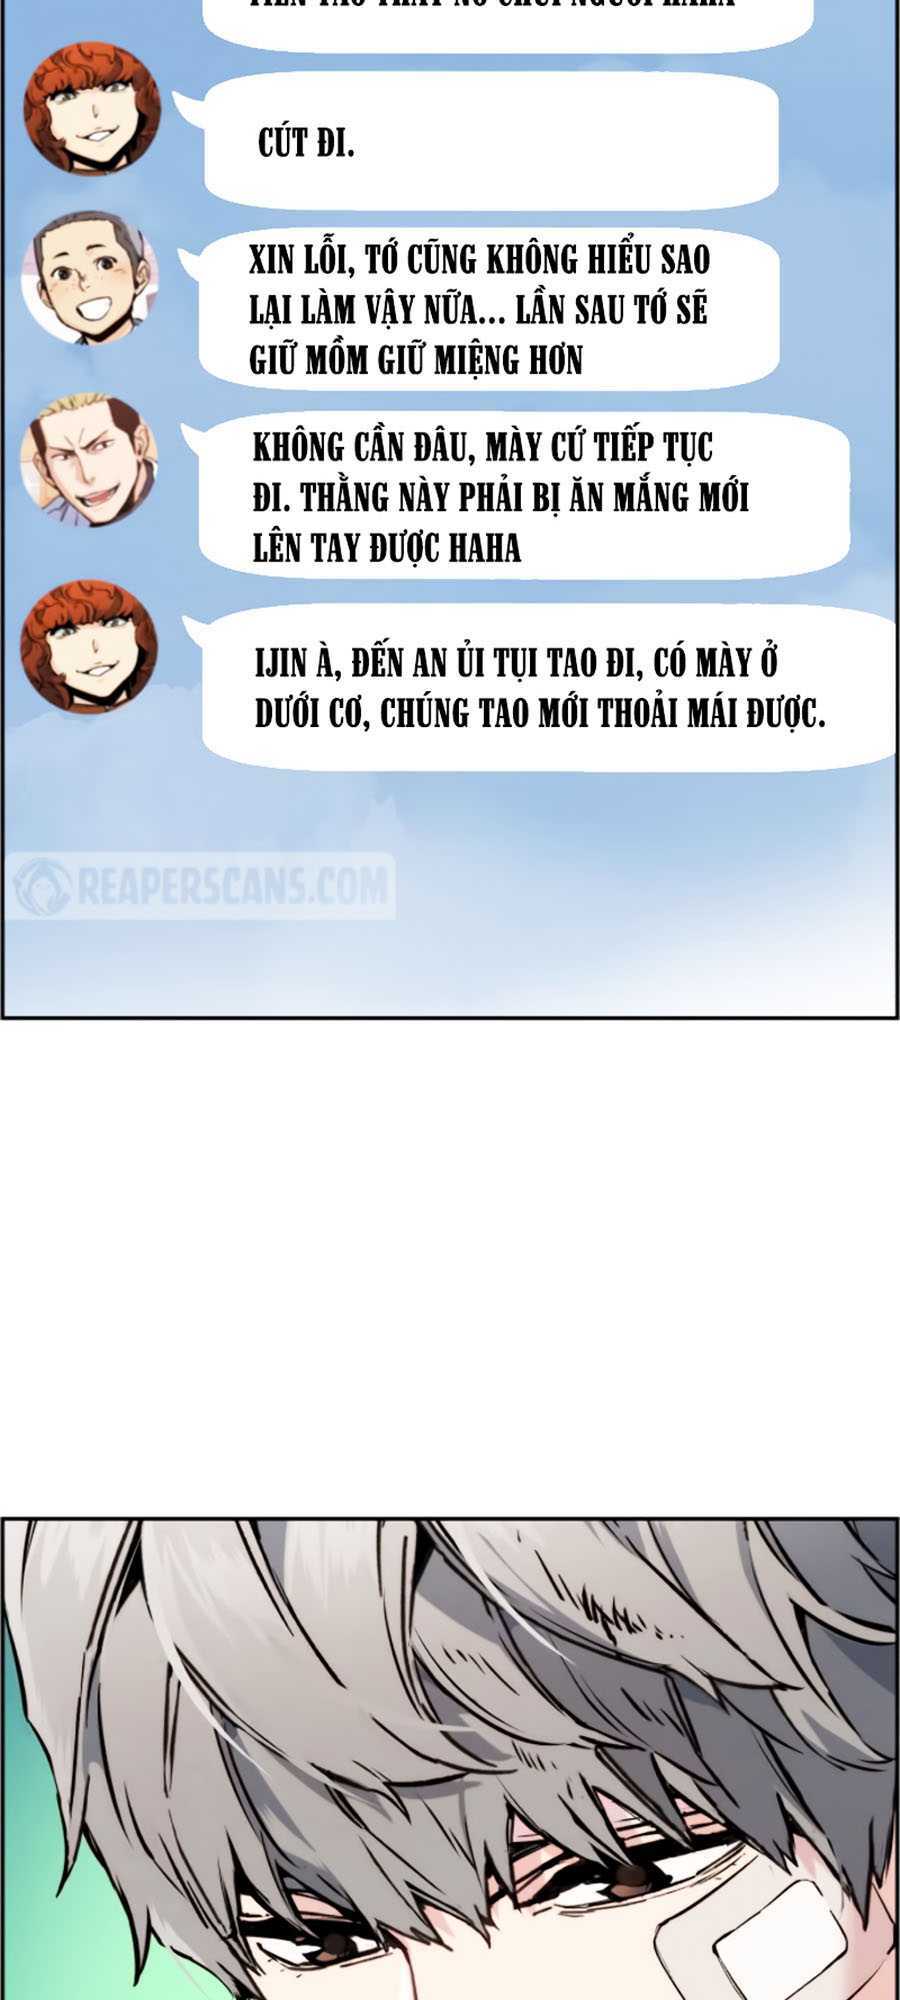 CÚT ĐI.
XIN LỖI, TỚ CŨNG KHÔNG HIỂU SAO
LẠI LÀM VẬY NỮA... LẦN SAU TỚ SẼ
GIỮ MỒM GIỮ MIỆNG HƠN
KHÔNG CẦN ĐÂU, MÀY CỨ TIẾP TỤC
ĐI. THẰNG NÀY PHẢI BỊ ĂN MẮNG MỚI
LÊN TAY ĐƯỢC HAHA
IJIN À, ĐẾN AN ỦI TỤI TAO ĐI, CÓ MÀY Ở
DƯỚI CƠ, CHÚNG TAO MỚI THOẢI MÁI ĐƯỢC.
REAPERSCANS.COM